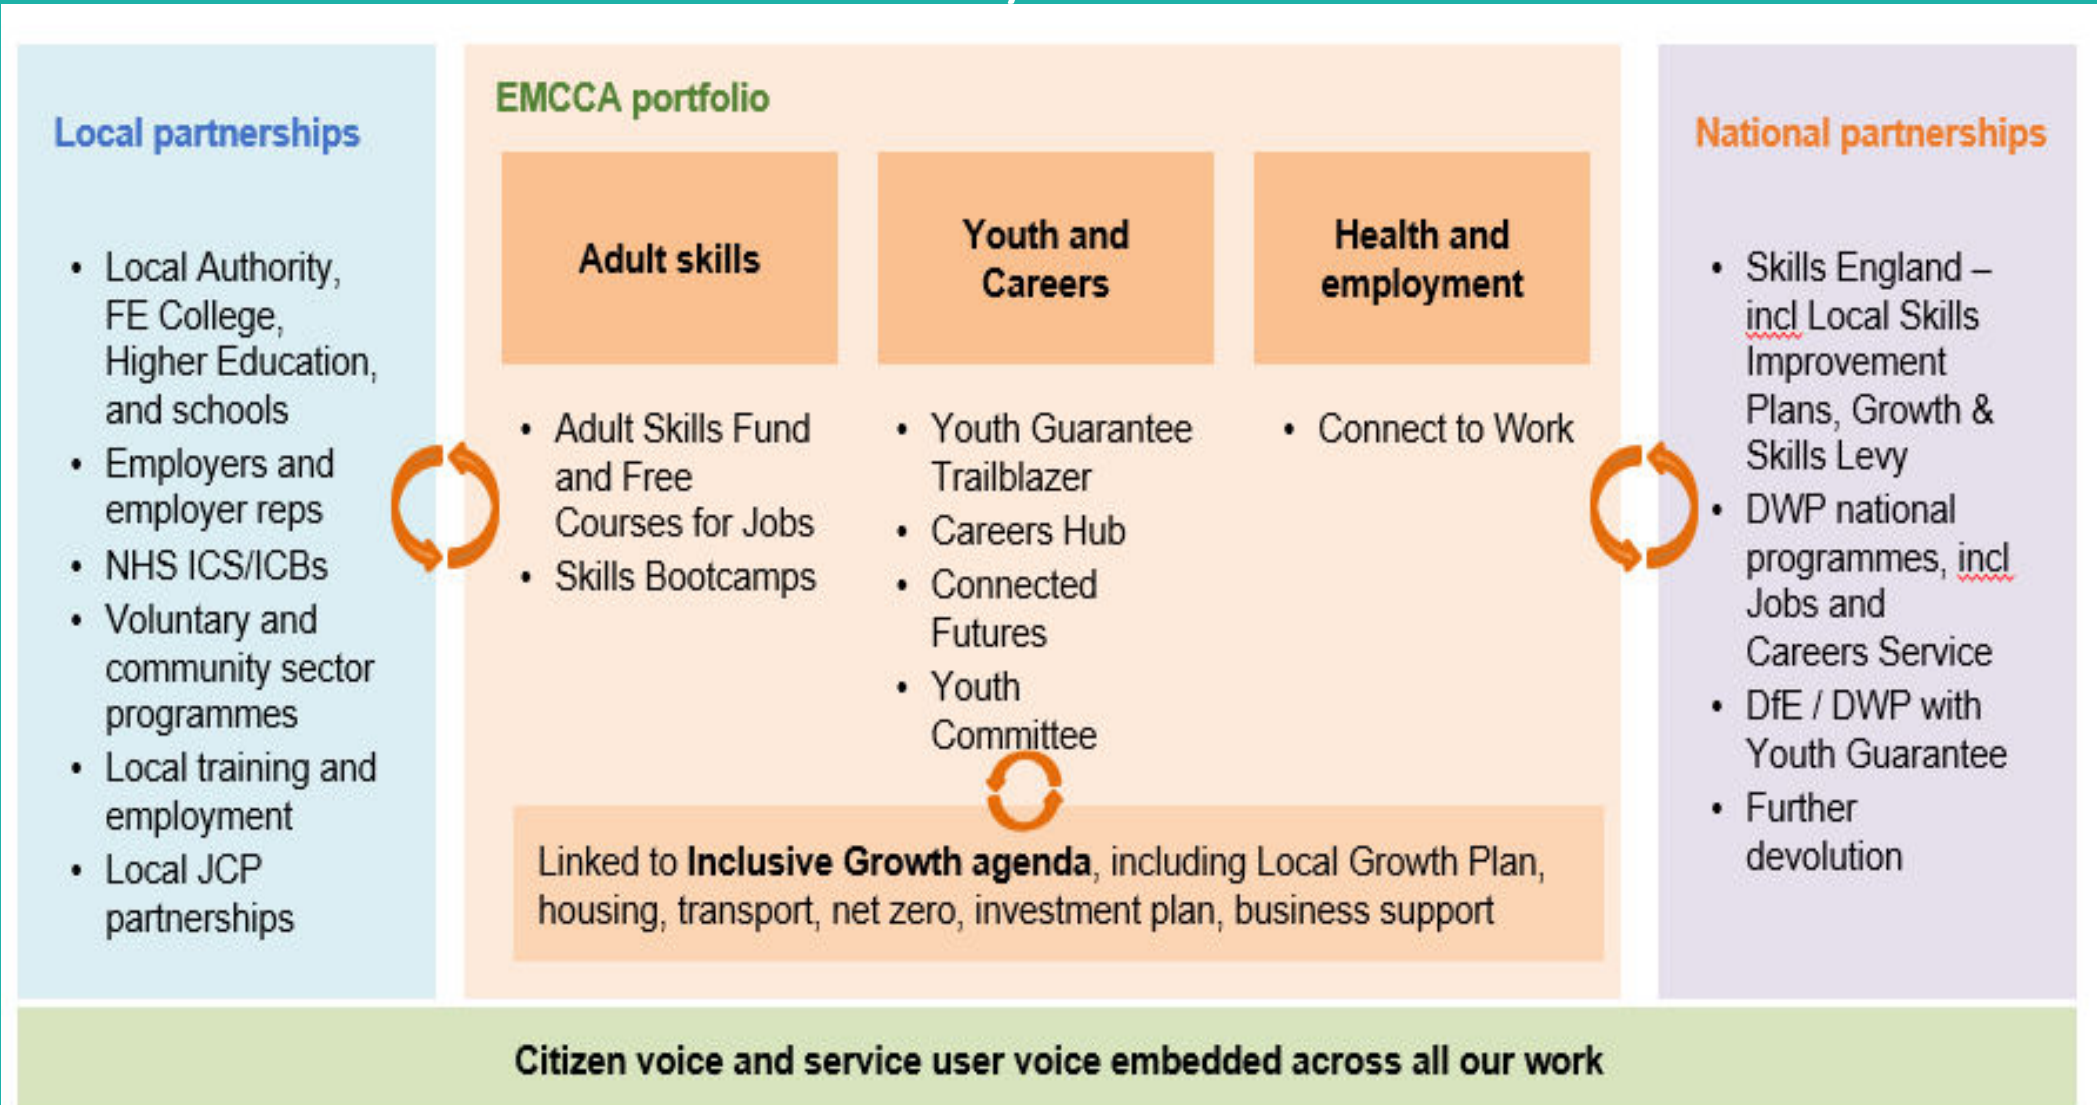 Local partnerships
• Local Authority,
FE College,
Higher Education,
and schools
• Employers and
employer reps
• NHS ICS/ICBs
• Voluntary and
community sector
programmes
• Local training and
employment
• Local JCP
partnerships
EMCCA portfolio
Adult skills
• Adult Skills Fund
and Free
Courses for Jobs
• Skills Bootcamps
Youth and
Careers
• Youth Guarantee
Trailblazer
• Careers Hub
• Connected
Futures
• Youth
Committee
Health and
employment
• Connect to Work
Linked to Inclusive Growth agenda, including Local Growth Plan,
housing, transport, net zero, investment plan, business support
National partnerships
• Skills England –
incl Local Skills
Improvement
Plans, Growth &
Skills Levy
• DWP national
programmes, incl
Jobs and
Careers Service
• DfE / DWP with
Youth Guarantee
• Further
devolution
Citizen voice and service user voice embedded across all our work